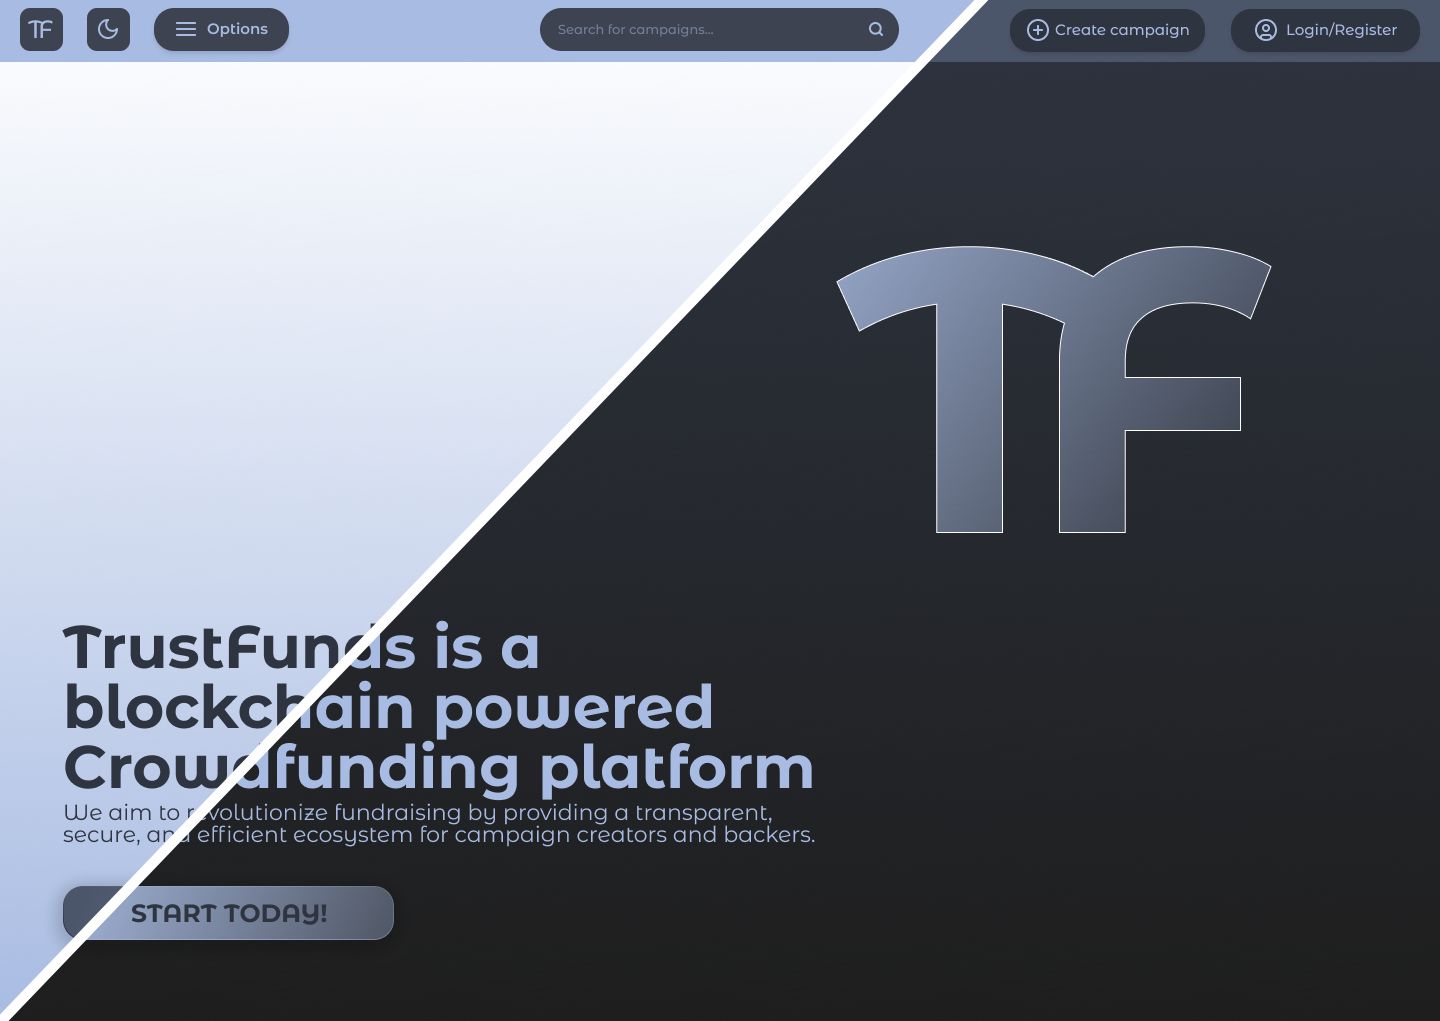 TF
Options
Search for campaigns...
Create campaign
Login/Register
TF
TrustFunds is a
blockchain powered
Crowdfunding platform
We aim to revolutionize fundraising by providing a transparent,
secure, and efficient ecosystem for campaign creators and backers.
START TODAY!